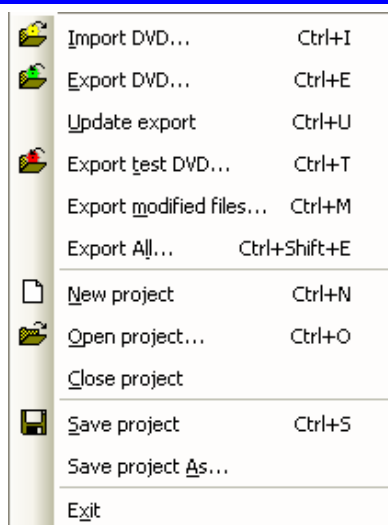 Import DVD... Ctrl+I
Export DVD... Ctrl+E
Update export Ctrl+U
Export test DVD... Ctrl+T
Export modified files... Ctrl+M
Export All... Ctrl+Shift+E
New project Ctrl+N
Open project... Ctrl+O
Close project
Save project Ctrl+S
Save project As...
Exit